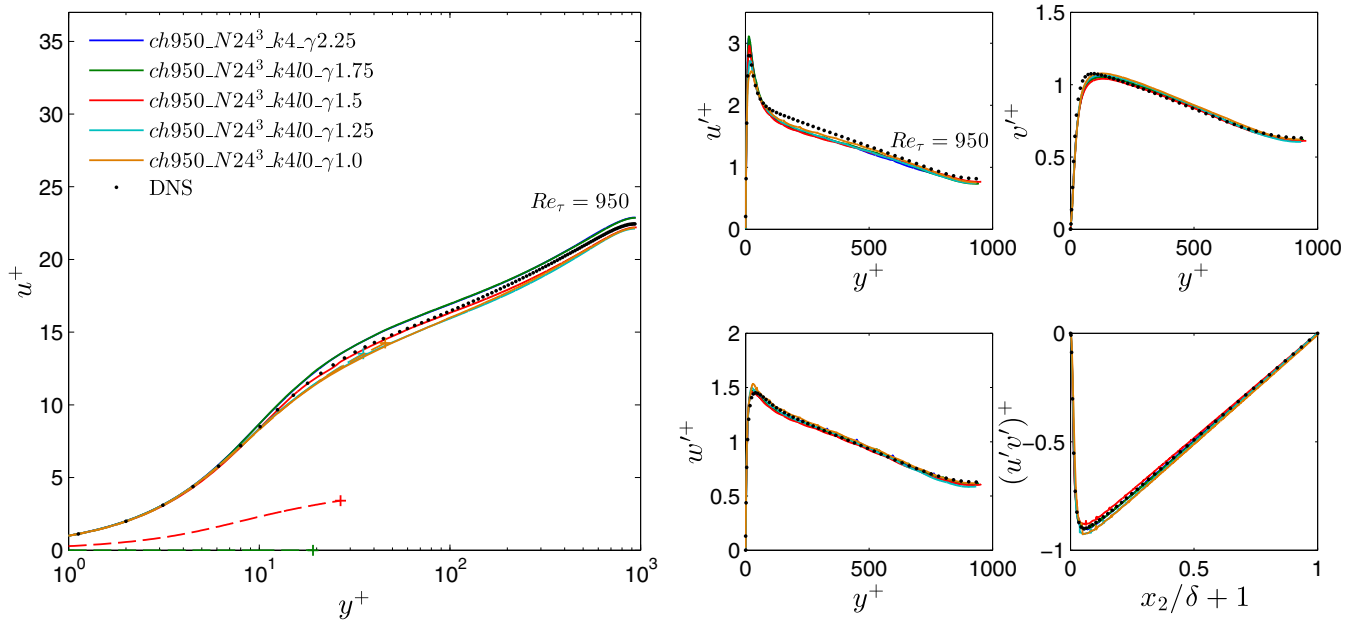 35
30
25
20
15
10
5
0
10⁰
10¹
10²
10³
u⁺
y⁺
ch950_N24³_k4_γ2.25
ch950_N24³_k4l0_γ1.75
ch950_N24³_k4l0_γ1.5
ch950_N24³_k4l0_γ1.25
ch950_N24³_k4l0_γ1.0
DNS
Re_τ = 950
3
2
1
0
0
500
1000
u′⁺
y⁺
Re_τ = 950
1.5
1
0.5
0
0
500
1000
v′⁺
y⁺
2
1.5
1
0.5
0
0
500
1000
w′⁺
y⁺
0
−0.5
−1
0
0.5
1
(u′v′)⁺
x₂/δ + 1